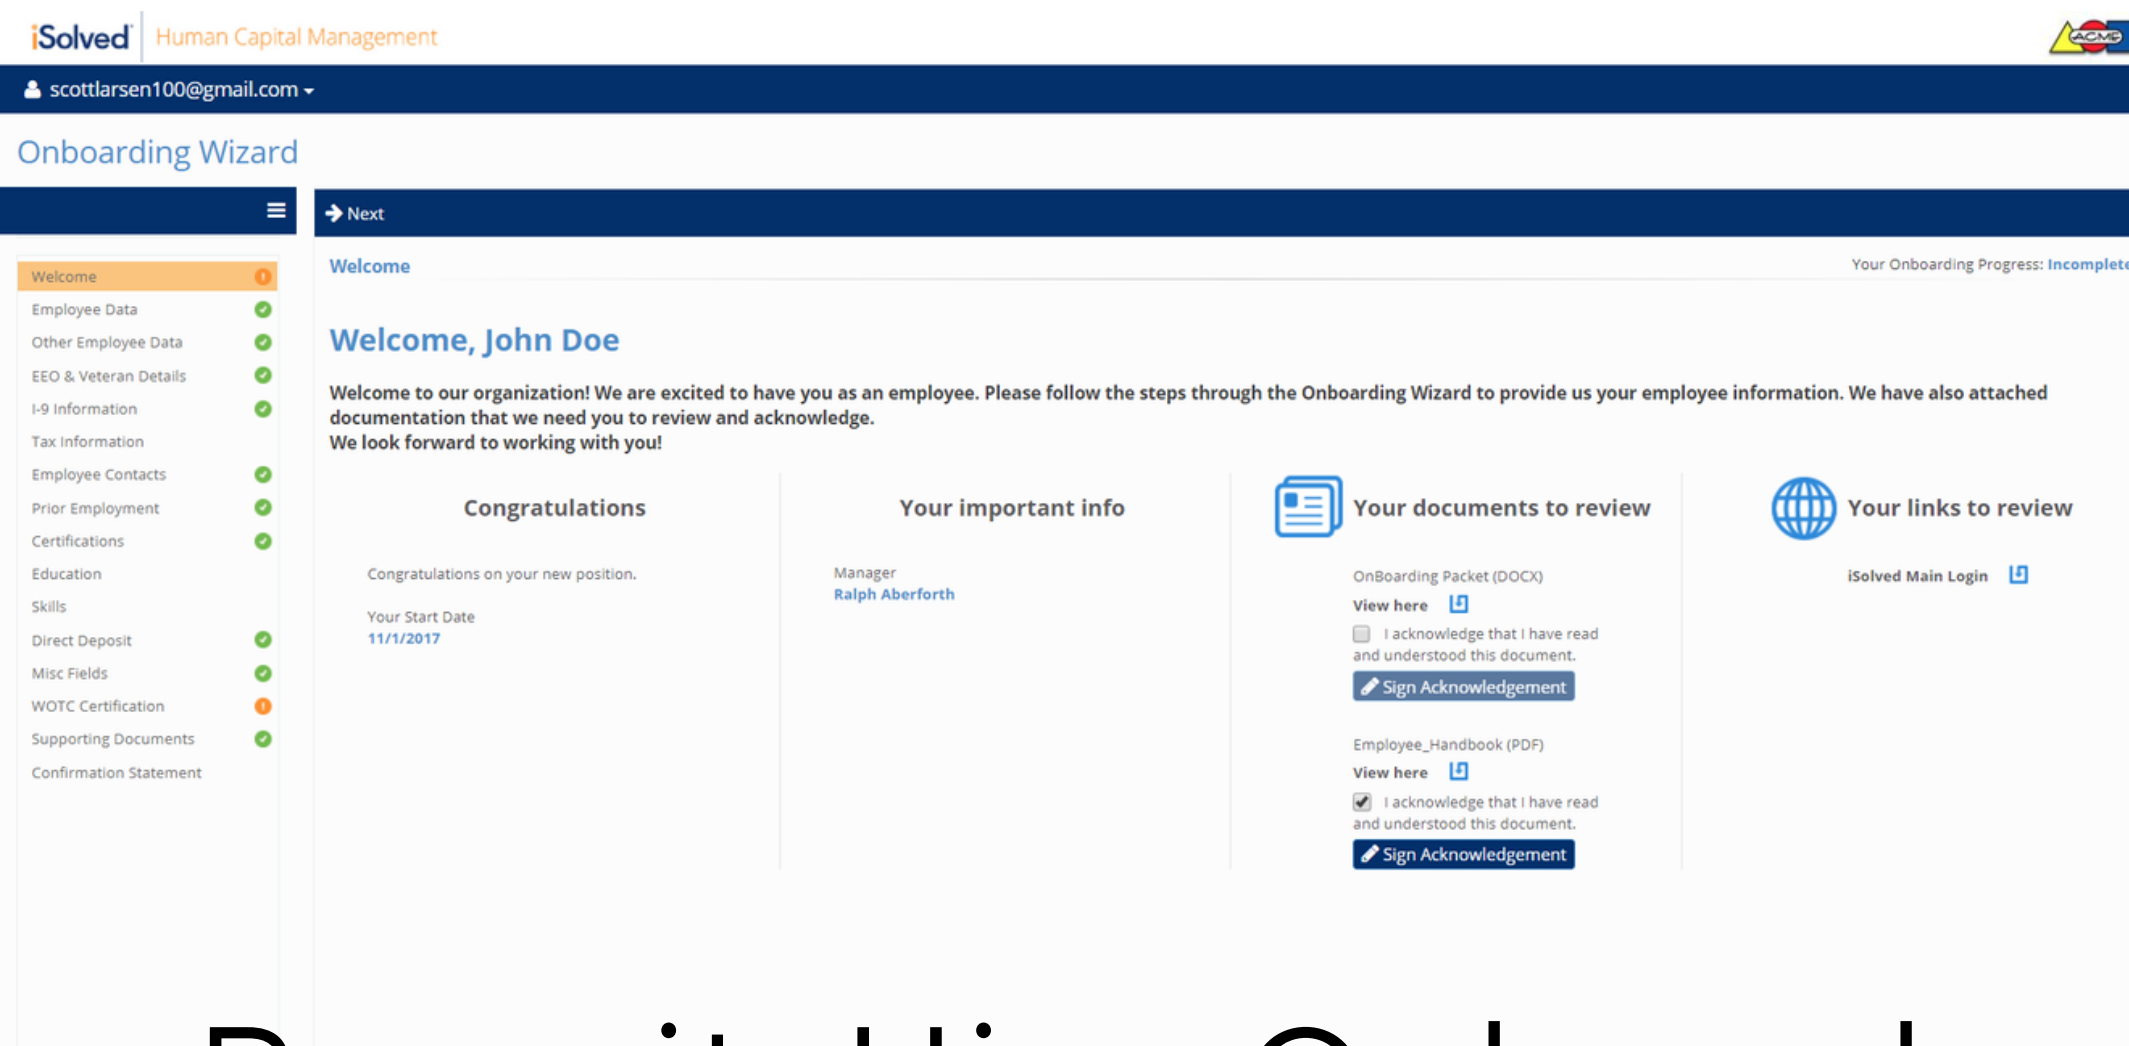 iSolved Human Capital Management
ACME
scottlarsen100@gmail.com
Onboarding Wizard
Next
Welcome
Employee Data
Other Employee Data
EEO & Veteran Details
I-9 Information
Tax Information
Employee Contacts
Prior Employment
Certifications
Education
Skills
Direct Deposit
Misc Fields
WOTC Certification
Supporting Documents
Confirmation Statement
Welcome
Your Onboarding Progress: Incomplete
Welcome, John Doe
Welcome to our organization! We are excited to have you as an employee. Please follow the steps through the Onboarding Wizard to provide us your employee information. We have also attached
documentation that we need you to review and acknowledge.
We look forward to working with you!
Congratulations
Congratulations on your new position.
Your Start Date
11/1/2017
Your important info
Manager
Ralph Aberforth
Your documents to review
OnBoarding Packet (DOCX)
View here
I acknowledge that I have read
and understood this document.
Sign Acknowledgement
Employee_Handbook (PDF)
View here
I acknowledge that I have read
and understood this document.
Sign Acknowledgement
Your links to review
iSolved Main Login